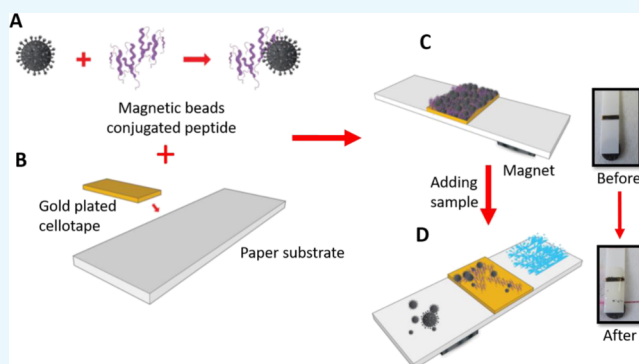 A
Magnetic beads
conjugated peptide
B
Gold plated
cellotape
Paper substrate
C
Magnet
Adding
sample
D
Before
After